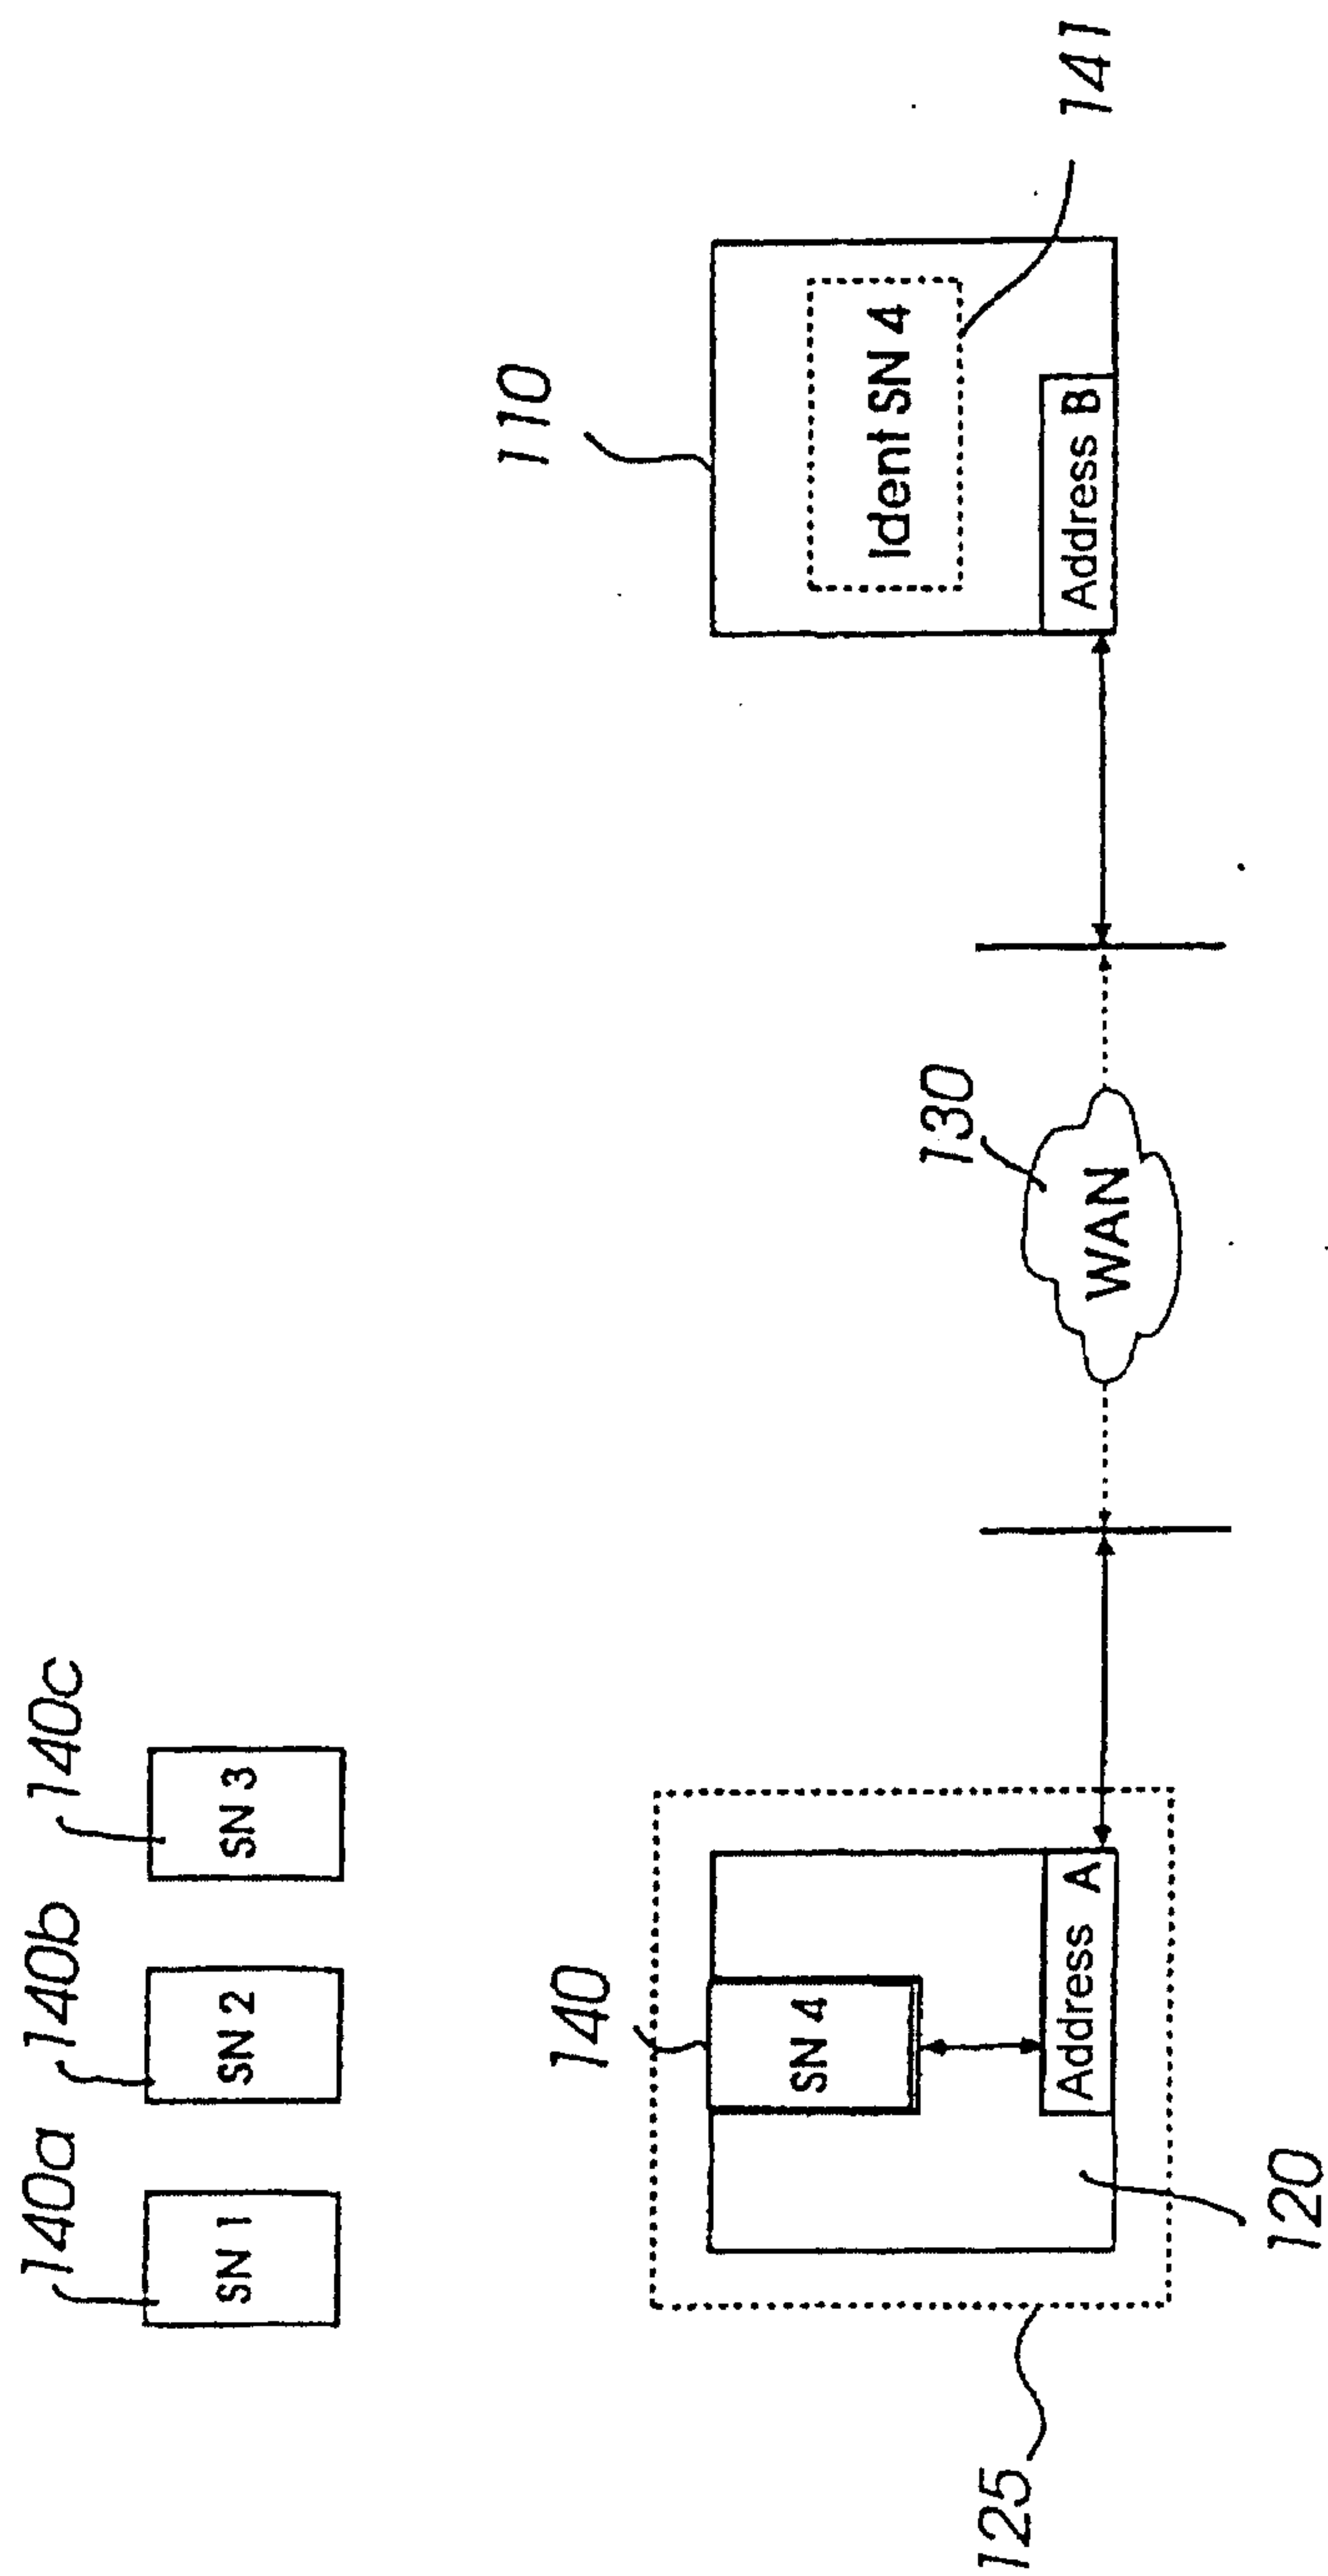 140a
140b
140c
SN 1
SN 2
SN 3
110
140
SN 4
Ident SN 4
130
125
Address A
WAN
Address B
141
120